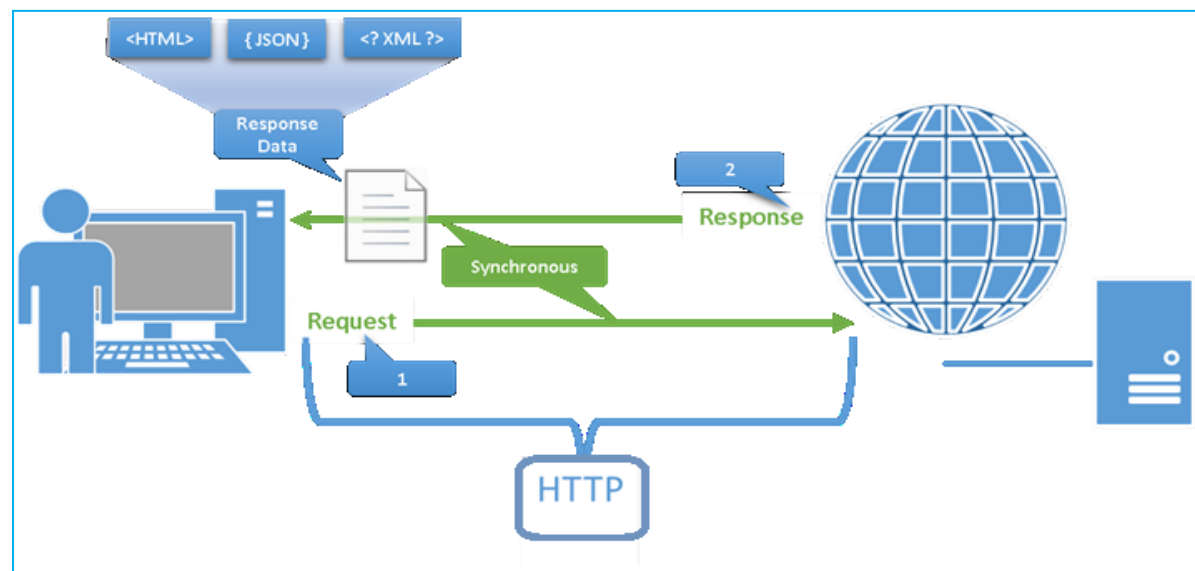 <HTML>
{ JSON }
<? XML ?>
Response
Data
2
Response
Synchronous
Request
1
HTTP